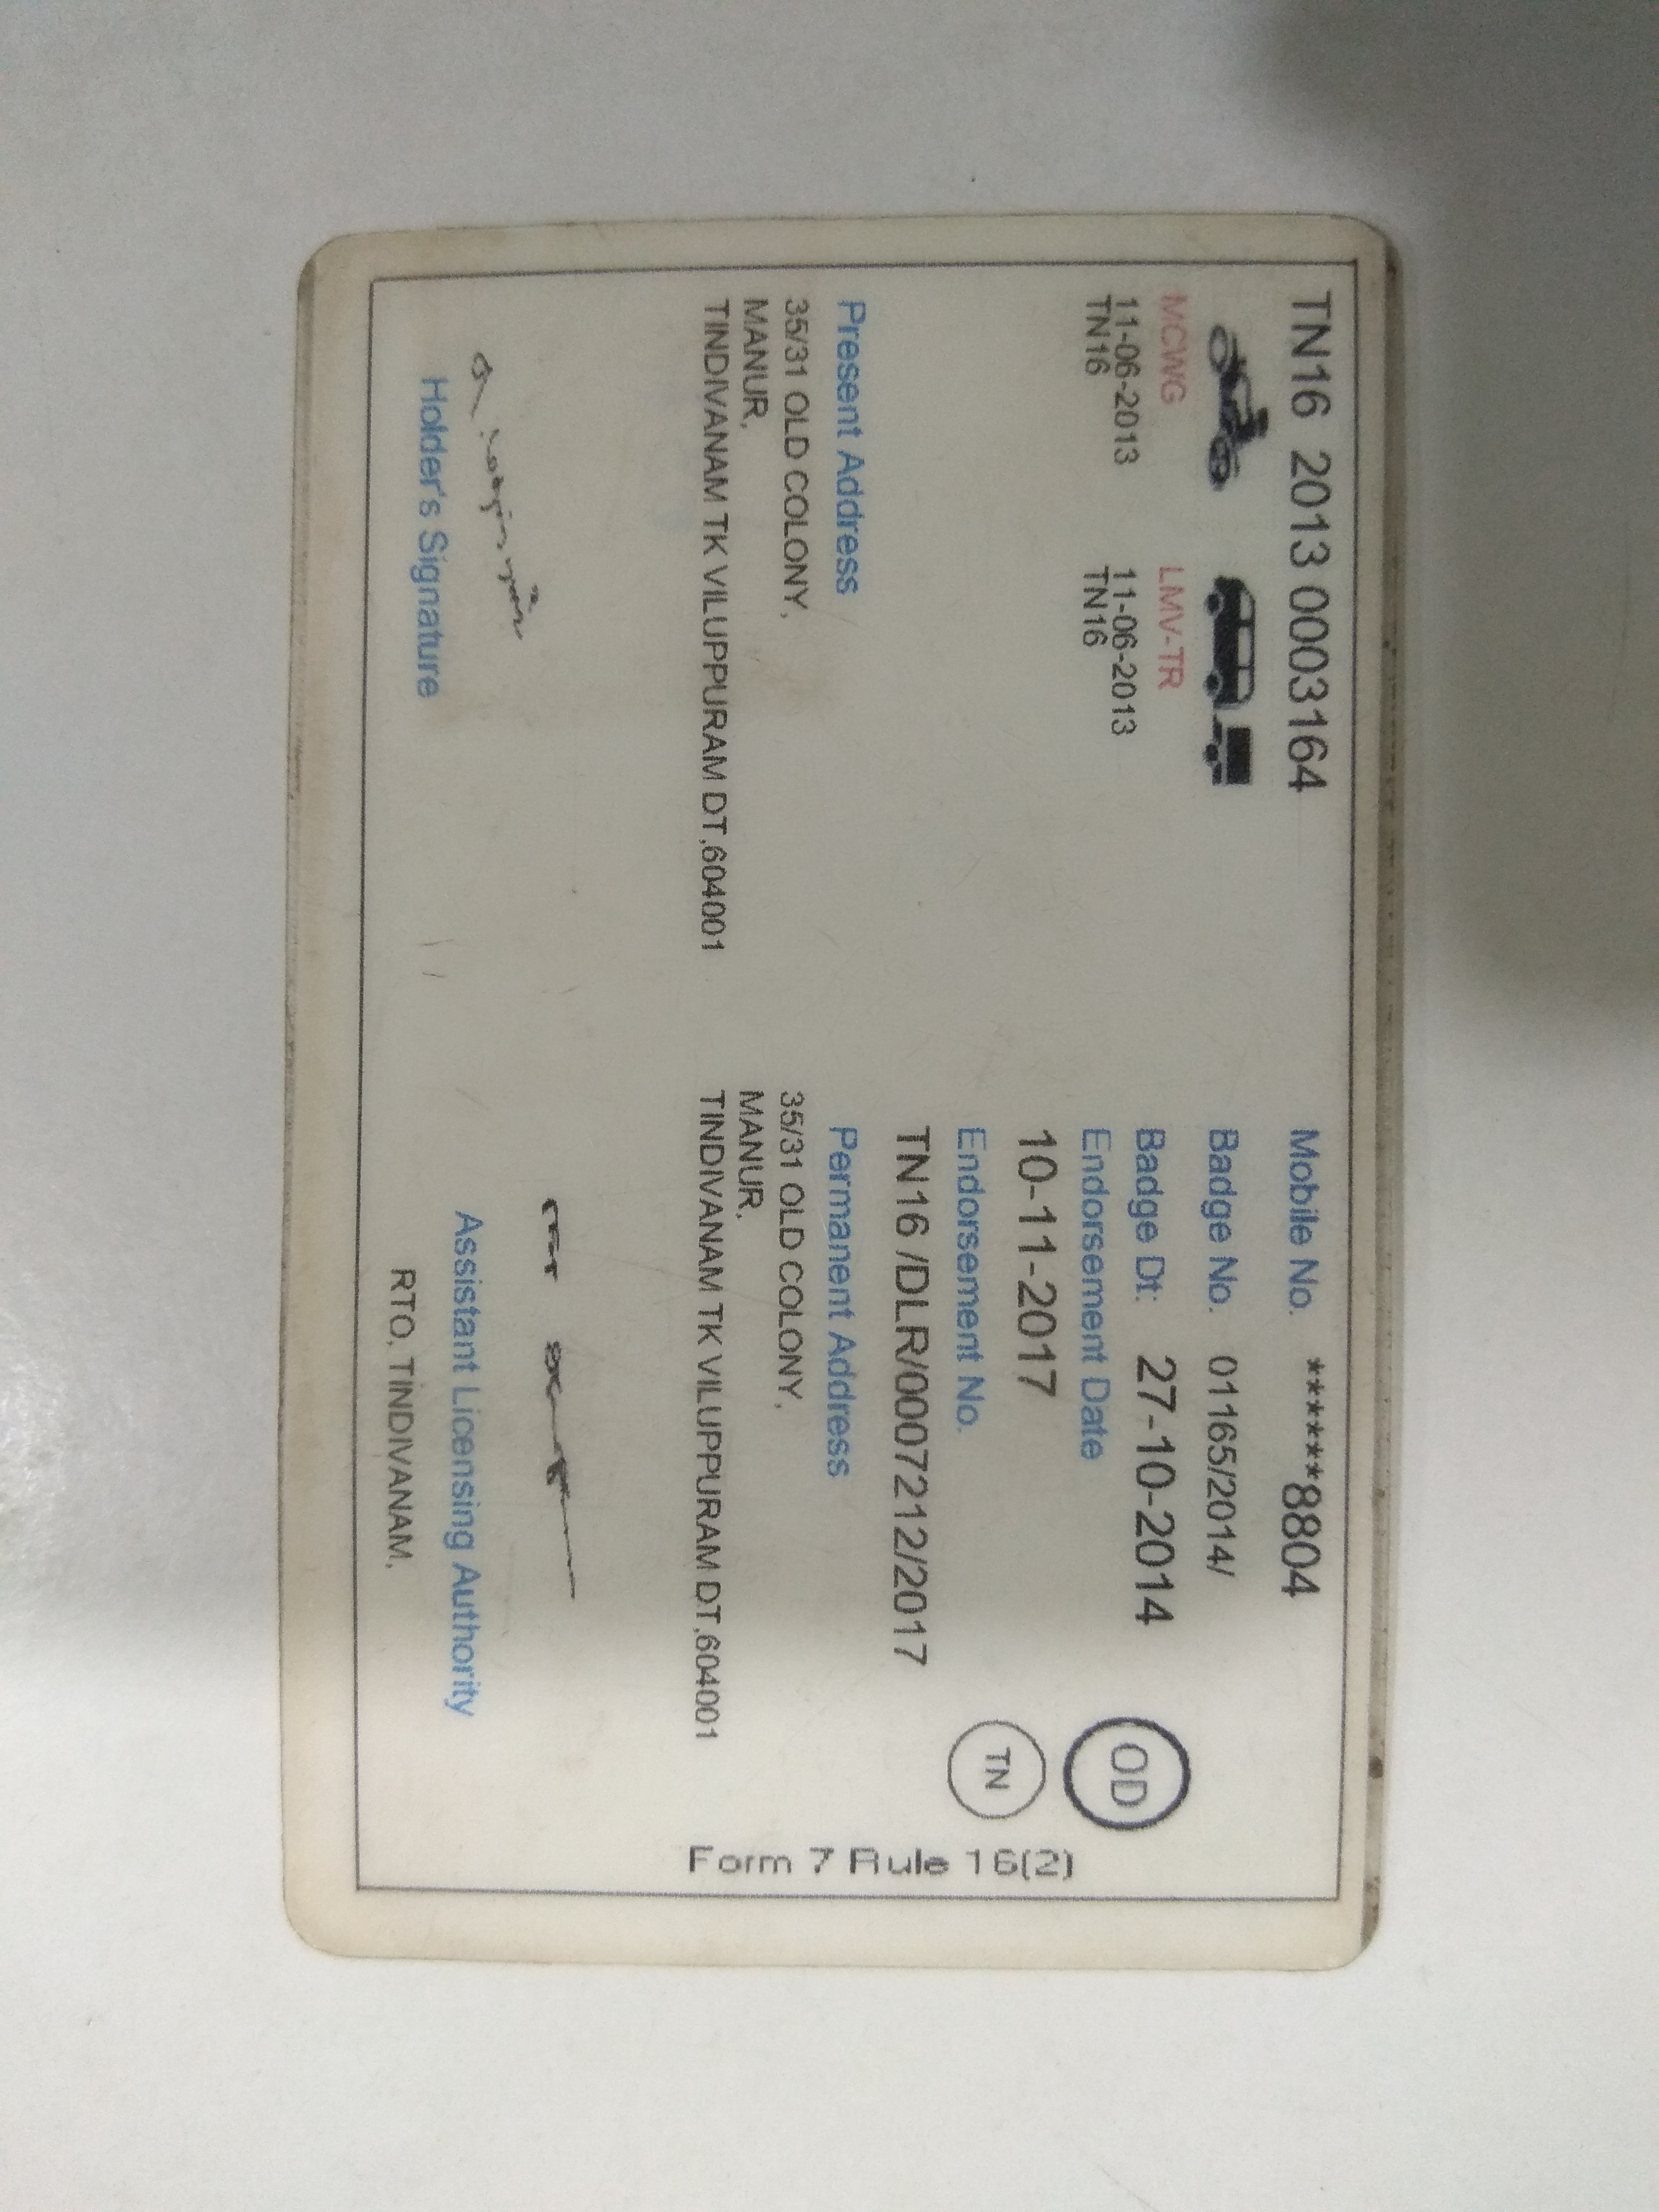 TN16 20130003164
Mobile No. ******8804
MCWG
11-06-2013
TN16
LMV-TR
11-06-2013
TN16
Badge No. 01165/2014/
Badge Dt: 27-10-2014
Endorsement Date
10-11-2017
Endorsement No.
TN16 /DLR/0007212/2017
OD
TN
Form 7 Rule 16(2)
Present Address
35/31 OLD COLONY,
MANUR,
TINDIVANAM TK VILUPPURAM DT,604001
Permanent Address
35/31 OLD COLONY,
MANUR,
TINDIVANAM TK VILUPPURAM DT,604001
Holder's Signature
Assistant Licensing Authority
RTO, TINDIVANAM.